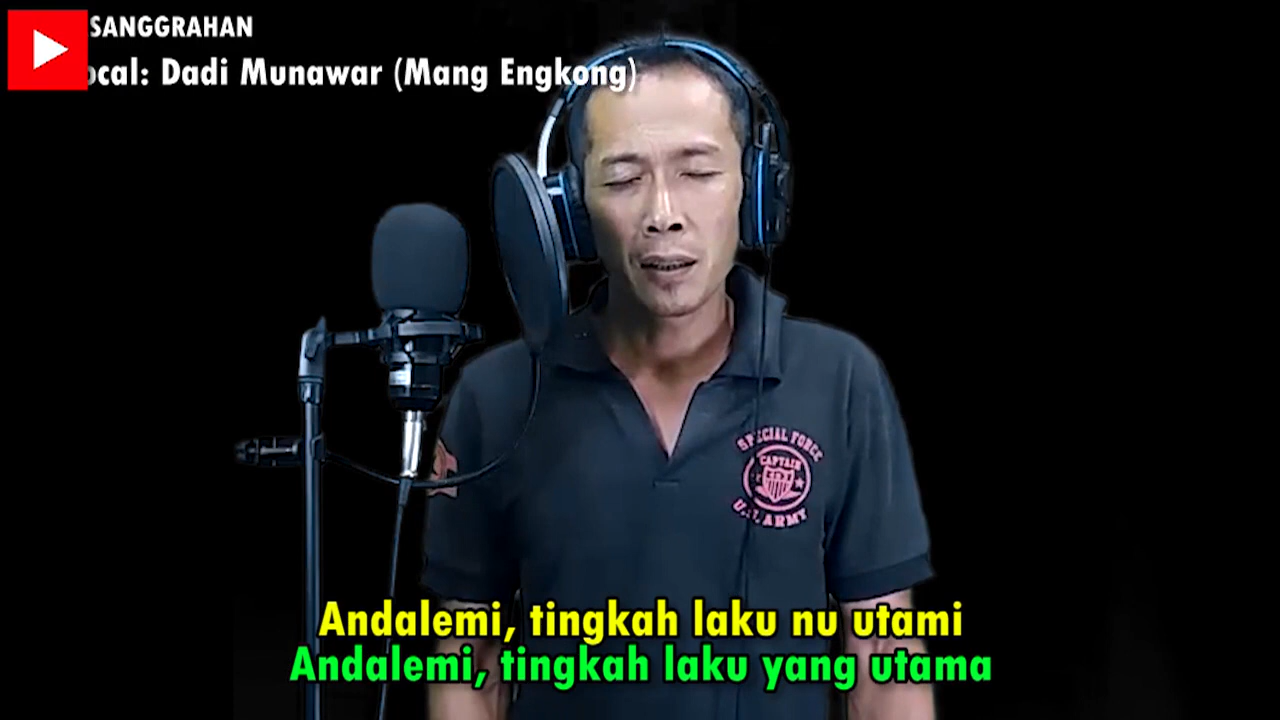 SANGGRAHAN
ocal: Dadi Munawar (Mang Engkong)
SPECIAL FORCE
CAPTAIN
U.S. ARMY
Andalemi, tingkah laku nu utami
Andalemi, tingkah laku yang utama